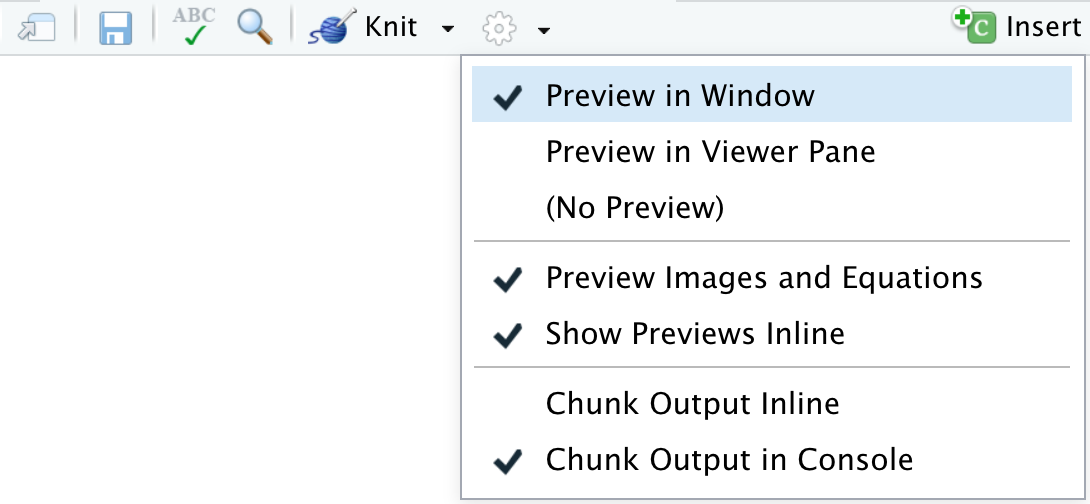 ABC
Knit
C Insert
Preview in Window
Preview in Viewer Pane
(No Preview)
Preview Images and Equations
Show Previews Inline
Chunk Output Inline
Chunk Output in Console